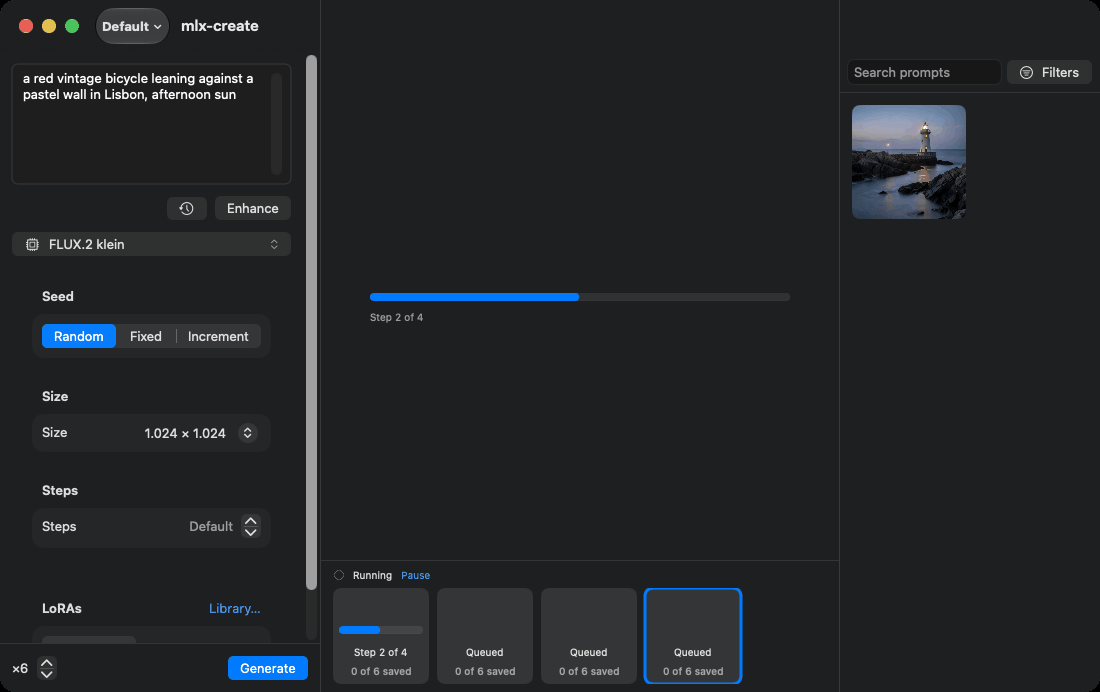 Default
mlx-create
a red vintage bicycle leaning against a
pastel wall in Lisbon, afternoon sun
Enhance
FLUX.2 klein
Seed
Random
Fixed
Increment
Size
Size
1.024 × 1.024
Steps
Steps
Default
LoRAs
Library...
×6
Generate
Step 2 of 4
Running
Pause
Step 2 of 4
0 of 6 saved
Queued
0 of 6 saved
Queued
0 of 6 saved
Queued
0 of 6 saved
Search prompts
Filters